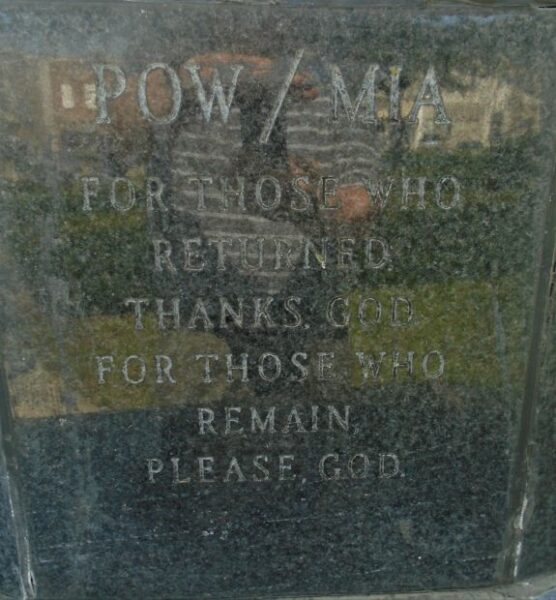 POW / MIA
FOR THOSE WHO
RETURNED,
THANKS, GOD.
FOR THOSE WHO
REMAIN,
PLEASE, GOD.